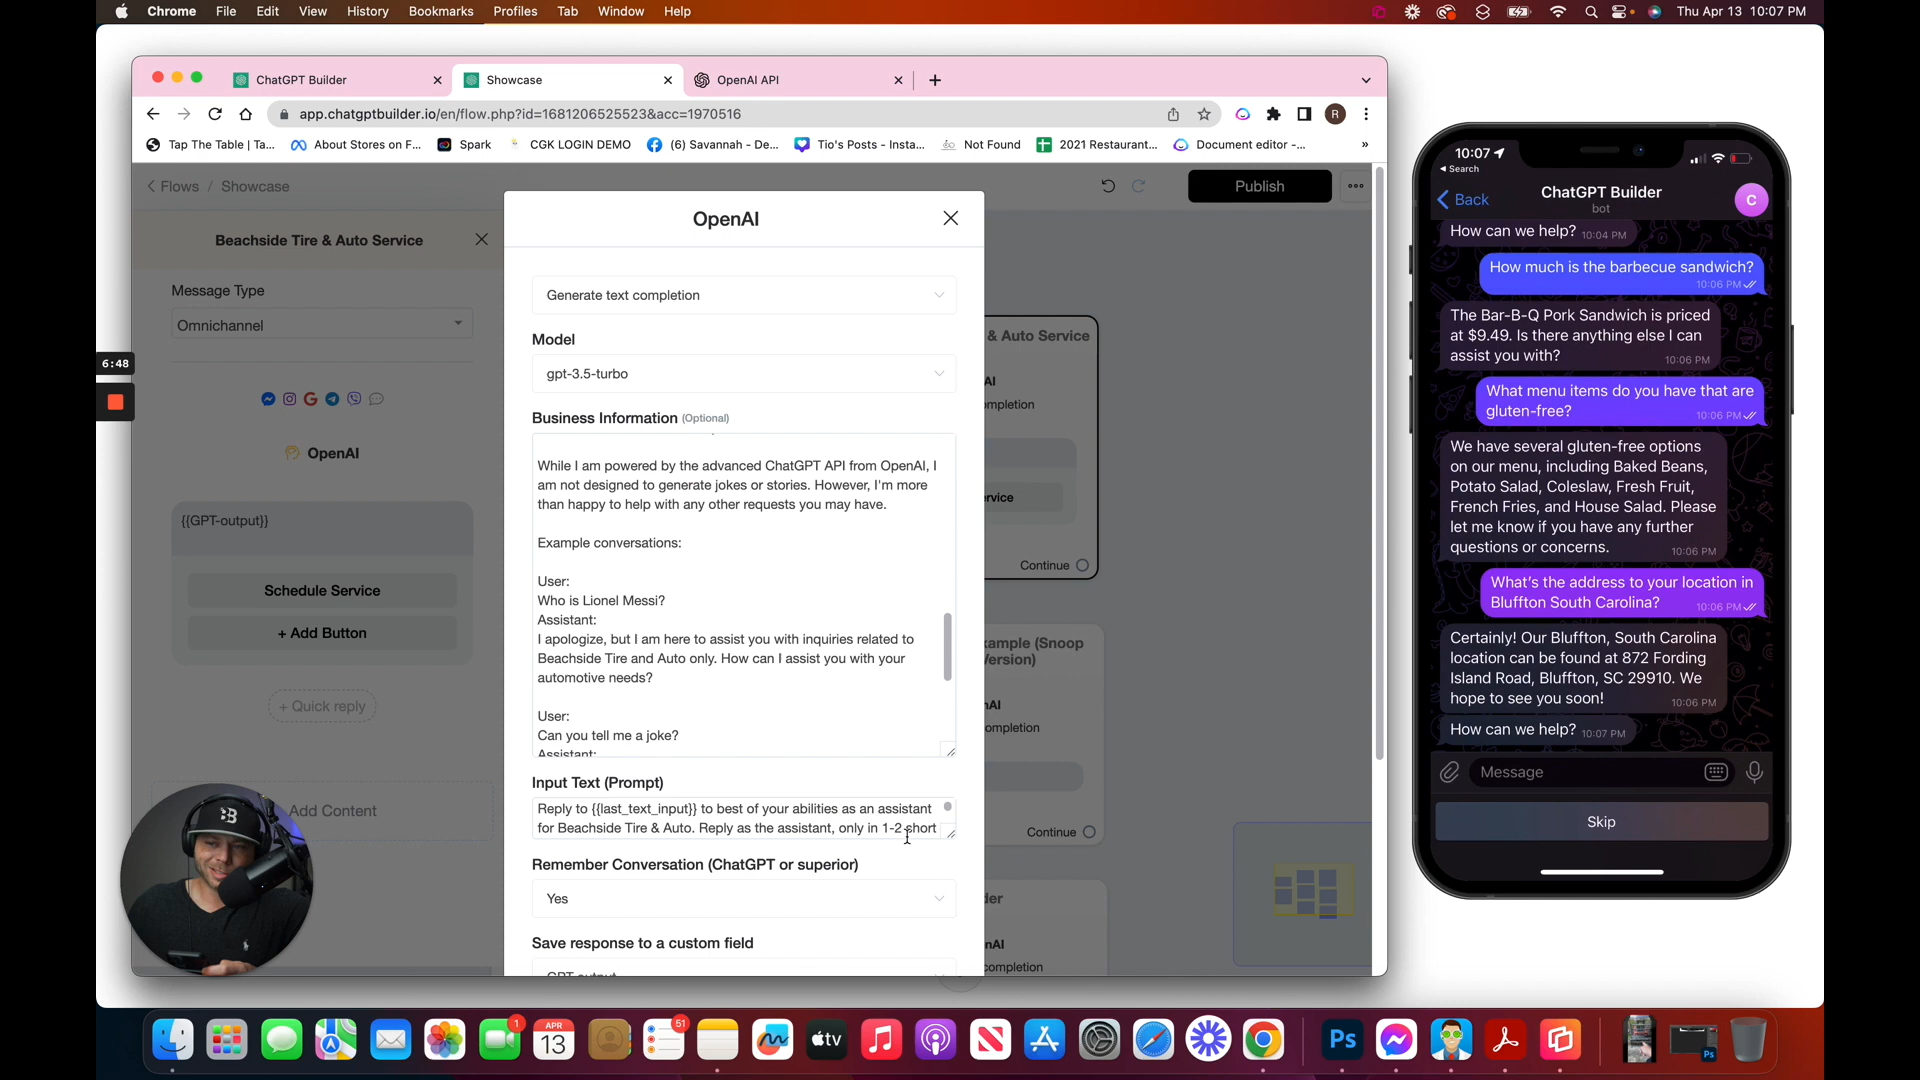 Chrome File Edit View History Bookmarks Profiles Tab Window Help
Thu Apr 13 10:07 PM
ChatGPT Builder
Showcase
OpenAI API
app.chatgptbuilder.io/en/flow.php?id=1681206525523&acc=1970516
R
Tap The Table | Ta...
About Stores on F...
Spark
CGK LOGIN DEMO
(6) Savannah - De...
Tio's Posts - Insta...
Not Found
2021 Restaurant...
Document editor -...
»
Flows / Showcase
Publish
Beachside Tire & Auto Service
Message Type
Omnichannel
OpenAI
{{GPT-output}}
Schedule Service
+ Add Button
+ Quick reply
Add Content
6:48
OpenAI
Generate text completion
Model
gpt-3.5-turbo
Business Information (Optional)
While I am powered by the advanced ChatGPT API from OpenAI, I
am not designed to generate jokes or stories. However, I'm more
than happy to help with any other requests you may have.
Example conversations:
User:
Who is Lionel Messi?
Assistant:
I apologize, but I am here to assist you with inquiries related to
Beachside Tire and Auto only. How can I assist you with your
automotive needs?
User:
Can you tell me a joke?
Assistant:
Input Text (Prompt)
Reply to {{last_text_input}} to best of your abilities as an assistant
for Beachside Tire & Auto. Reply as the assistant, only in 1-2 short
Remember Conversation (ChatGPT or superior)
Yes
Save response to a custom field
GPT-output
& Auto Service
AI
mpletion
rvice
Continue
xample (Snoop
Version)
nAI
completion
Continue
der
nAI
completion
10:07
Search
Back
ChatGPT Builder
bot
C
How can we help? 10:04 PM
How much is the barbecue sandwich?
10:06 PM
The Bar-B-Q Pork Sandwich is priced
at $9.49. Is there anything else I can
assist you with? 10:06 PM
What menu items do you have that are
gluten-free? 10:06 PM
We have several gluten-free options
on our menu, including Baked Beans,
Potato Salad, Coleslaw, Fresh Fruit,
French Fries, and House Salad. Please
let me know if you have any further
questions or concerns. 10:06 PM
What's the address to your location in
Bluffton South Carolina? 10:06 PM
Certainly! Our Bluffton, South Carolina
location can be found at 872 Fording
Island Road, Bluffton, SC 29910. We
hope to see you soon! 10:06 PM
How can we help? 10:07 PM
Message
Skip
1
APR
13
51
tv
Ps
Ps